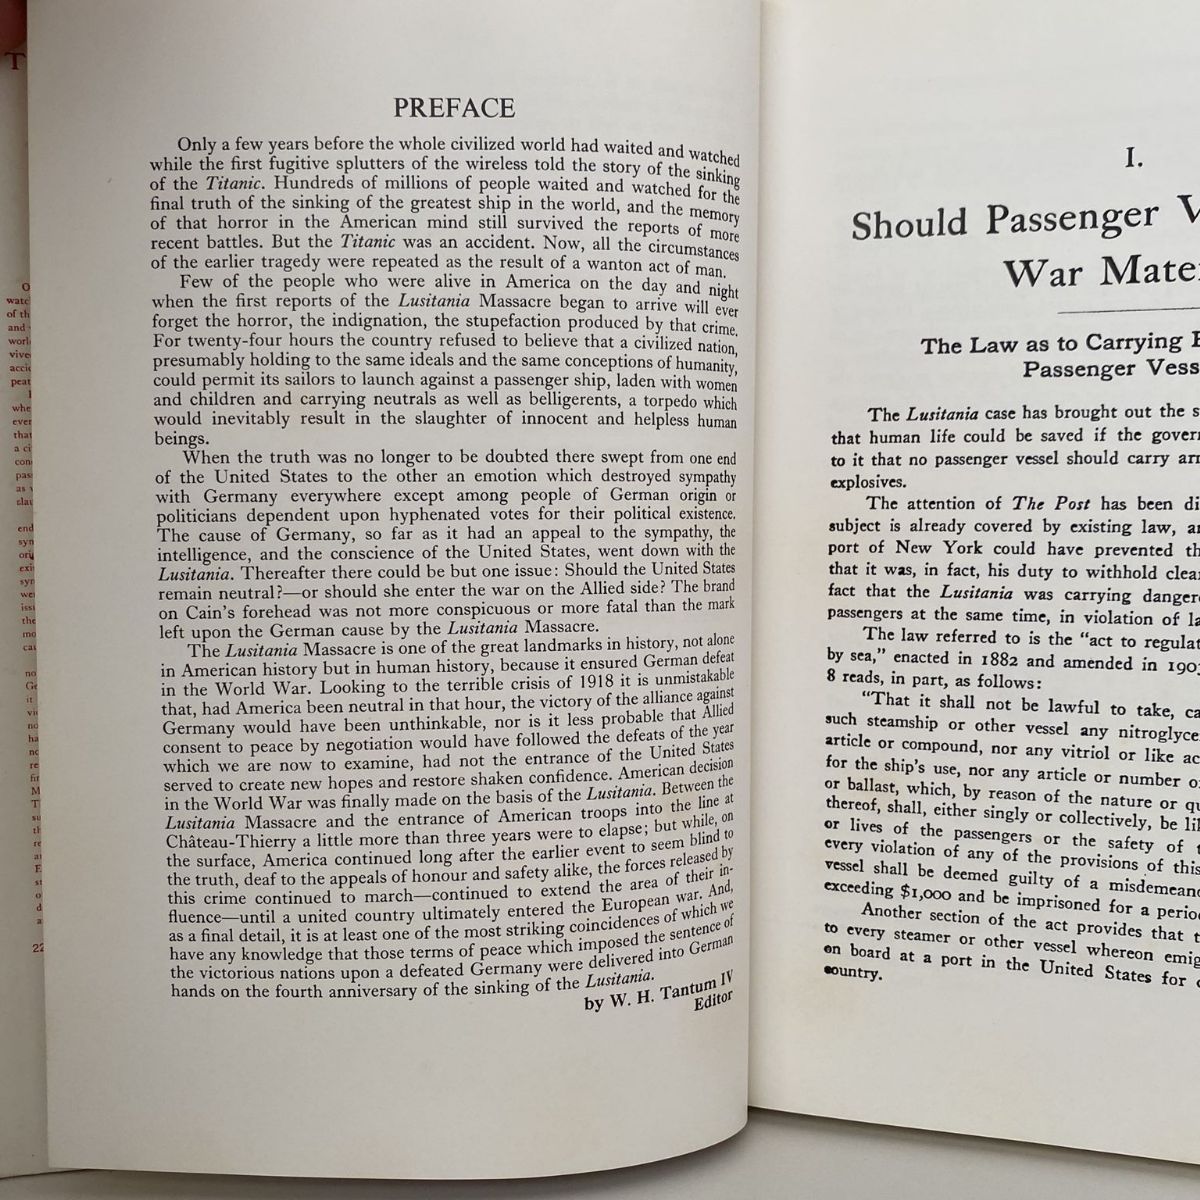 PREFACE
Only a few years before the whole civilized world had waited and watched
while the first fugitive splutters of the wireless told the story of the sinking
of the Titanic. Hundreds of millions of people waited and watched for the
final truth of the sinking of the greatest ship in the world, and the memory
of that horror in the American mind still survived the reports of more
recent battles. But the Titanic was an accident. Now, all the circumstances
of the earlier tragedy were repeated as the result of a wanton act of man.
Few of the people who were alive in America on the day and night
when the first reports of the Lusitania Massacre began to arrive will ever
forget the horror, the indignation, the stupefaction produced by that crime.
For twenty-four hours the country refused to believe that a civilized nation,
presumably holding to the same ideals and the same conceptions of humanity,
could permit its sailors to launch against a passenger ship, laden with women
and children and carrying neutrals as well as belligerents, a torpedo which
would inevitably result in the slaughter of innocent and helpless human
beings.
When the truth was no longer to be doubted there swept from one end
of the United States to the other an emotion which destroyed sympathy
with Germany everywhere except among people of German origin or
politicians dependent upon hyphenated votes for their political existence.
The cause of Germany, so far as it had an appeal to the sympathy, the
intelligence, and the conscience of the United States, went down with the
Lusitania. Thereafter there could be but one issue: Should the United States
remain neutral?—or should she enter the war on the Allied side? The brand
on Cain's forehead was not more conspicuous or more fatal than the mark
left upon the German cause by the Lusitania Massacre.
The Lusitania Massacre is one of the great landmarks in history, not alone
in American history but in human history, because it ensured German defeat
in the World War. Looking to the terrible crisis of 1918 it is unmistakable
that, had America been neutral in that hour, the victory of the alliance against
Germany would have been unthinkable, nor is it less probable that Allied
consent to peace by negotiation would have followed the defeats of the year
which we are now to examine, had not the entrance of the United States
served to create new hopes and restore shaken confidence. American decision
in the World War was finally made on the basis of the Lusitania. Between the
Lusitania Massacre and the entrance of American troops into the line at
Château-Thierry a little more than three years were to elapse; but while, on
the surface, America continued long after the earlier event to seem blind to
the truth, deaf to the appeals of honour and safety alike, the forces released by
this crime continued to march—continued to extend the area of their in-
fluence—until a united country ultimately entered the European war. And,
as a final detail, it is at least one of the most striking coincidences of which we
have any knowledge that those terms of peace which imposed the sentence of
the victorious nations upon a defeated Germany were delivered into German
hands on the fourth anniversary of the sinking of the Lusitania.
by W. H. Tantum IV
Editor
I.
Should Passenger V
War Mate
The Law as to Carrying
Passenger Vess
The Lusitania case has brought out the s
that human life could be saved if the gover
to it that no passenger vessel should carry ar
explosives.
The attention of The Post has been di
subject is already covered by existing law, a
port of New York could have prevented th
that it was, in fact, his duty to withhold clea
fact that the Lusitania was carrying danger
passengers at the same time, in violation of la
The law referred to is the "act to regulat
by sea," enacted in 1882 and amended in 190
8 reads, in part, as follows:
"That it shall not be lawful to take, ca
such steamship or other vessel any nitroglyce
article or compound, nor any vitriol or like ac
for the ship's use, nor any article or number o
or ballast, which, by reason of the nature or qu
thereof, shall, either singly or collectively, be li
or lives of the passengers or the safety of t
every violation of any of the provisions of this
vessel shall be deemed guilty of a misdemean
exceeding $1,000 and be imprisoned for a perio
Another section of the act provides that t
to every steamer or other vessel whereon emig
on board at a port in the United States for
country.